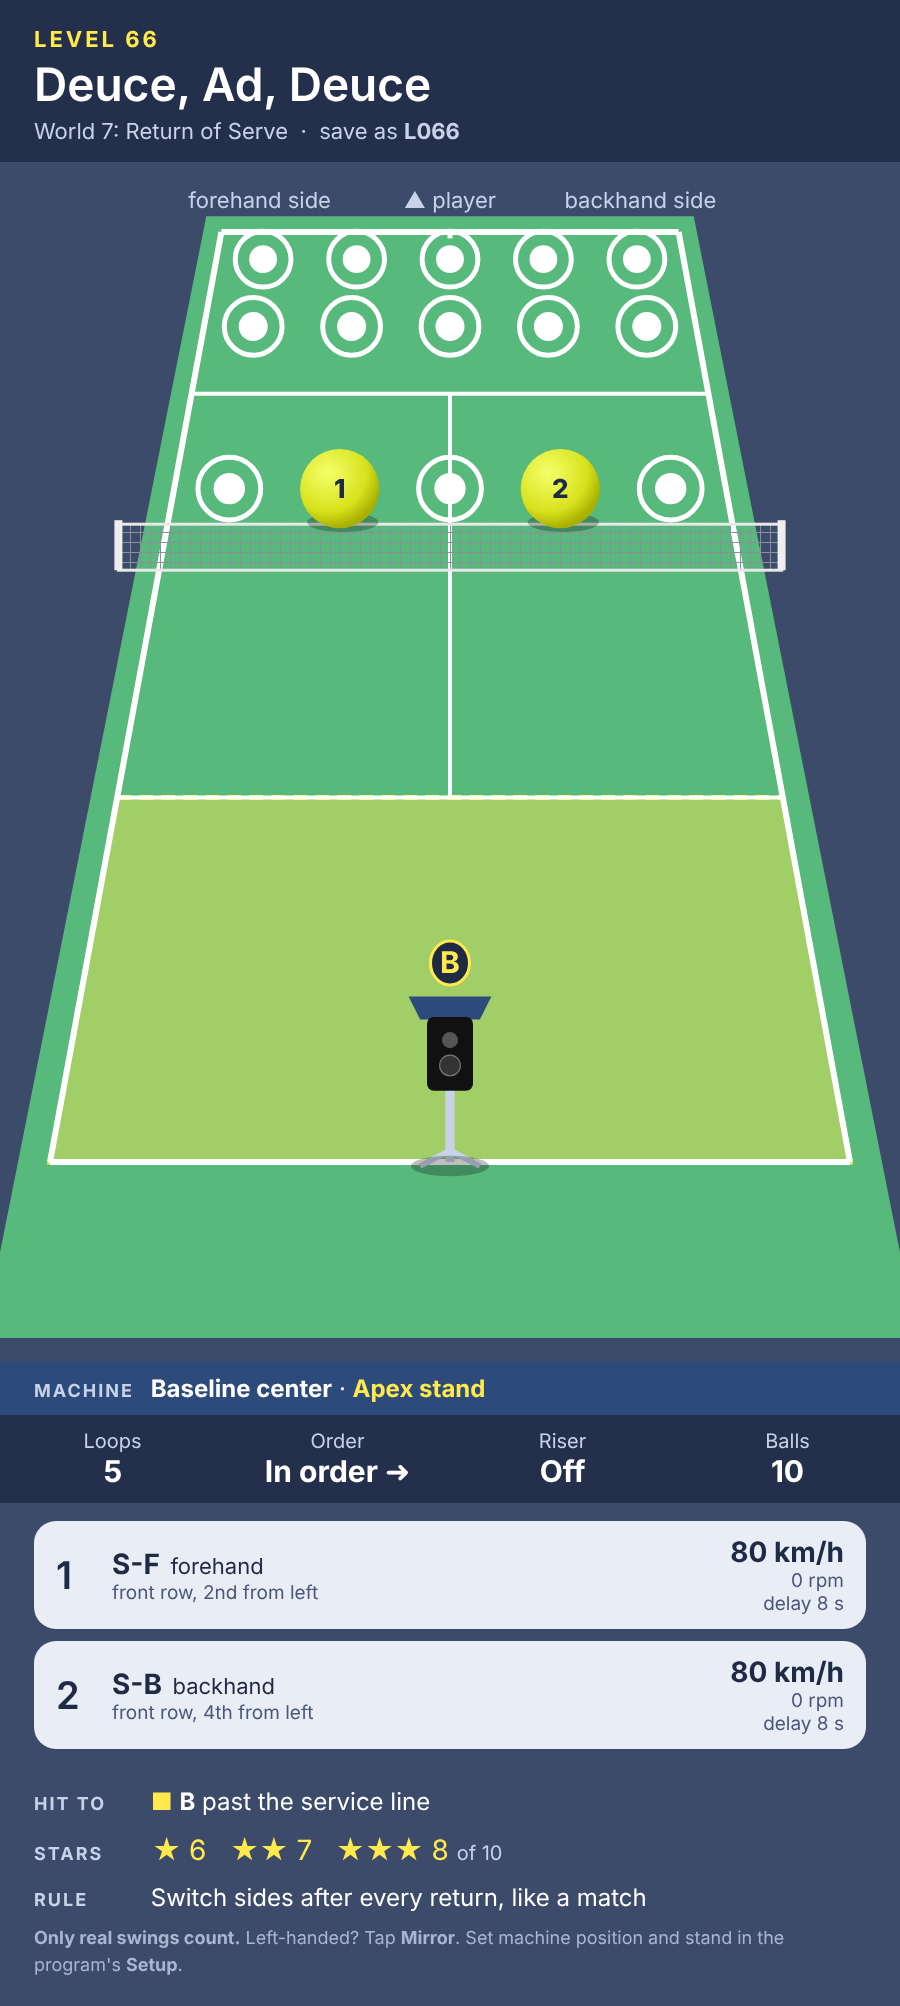 LEVEL 66
Deuce, Ad, Deuce
World 7: Return of Serve · save as L066
forehand side ▲ player backhand side
1 2
B
MACHINE Baseline center · Apex stand
Loops Order Riser Balls
5 In order → Off 10
1 S-F forehand 80 km/h
front row, 2nd from left 0 rpm
delay 8 s
2 S-B backhand 80 km/h
front row, 4th from left 0 rpm
delay 8 s
HIT TO ■ B past the service line
STARS ★ 6 ★★ 7 ★★★ 8 of 10
RULE Switch sides after every return, like a match
Only real swings count. Left-handed? Tap Mirror. Set machine position and stand in the
program's Setup.